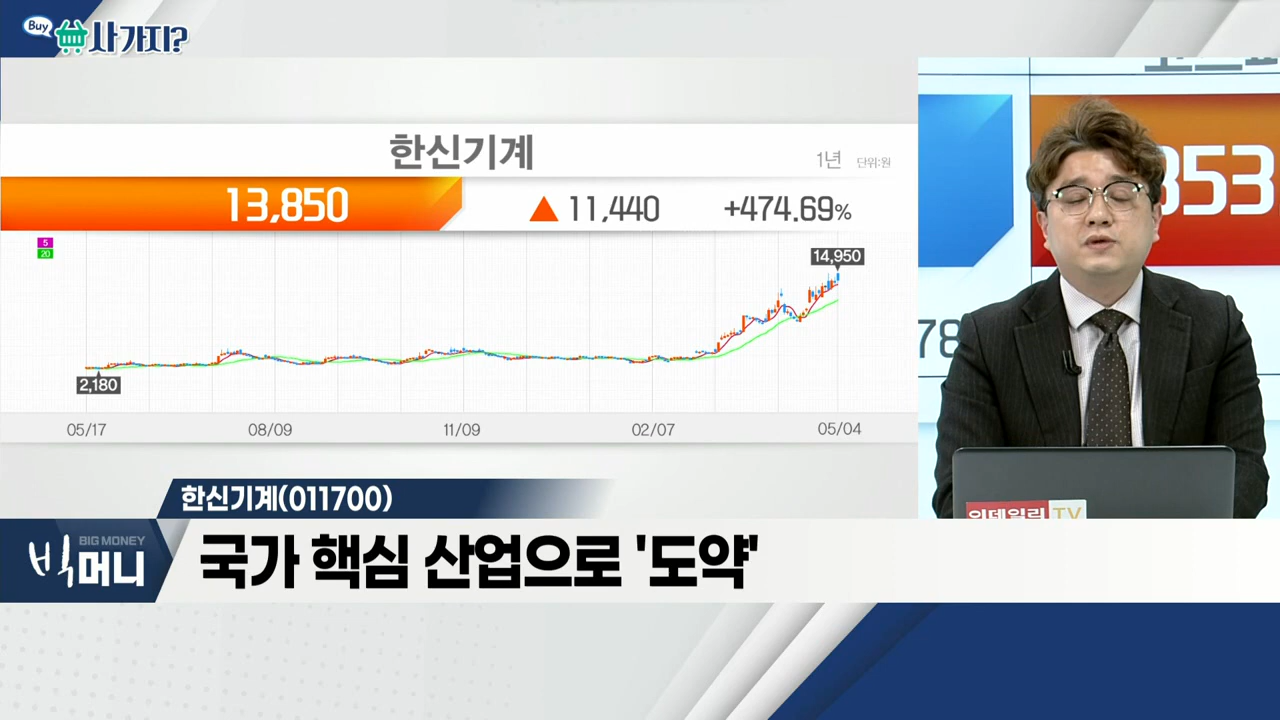 Buy
사 가지?
한신기계
1년 단위:원
13,850 ▲ 11,440 +474.69%
5
20
14,950
2,180
05/17 08/09 11/09 02/07 05/04
853
78
이데일리 TV
한신기계(011700)
BIG MONEY
빅머니
국가 핵심 산업으로 '도약'